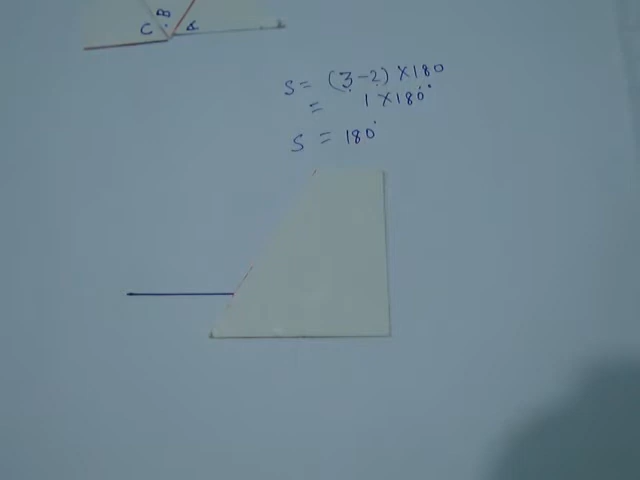 C B A
S = (3-2) × 180
= 1 × 180°
S = 180°